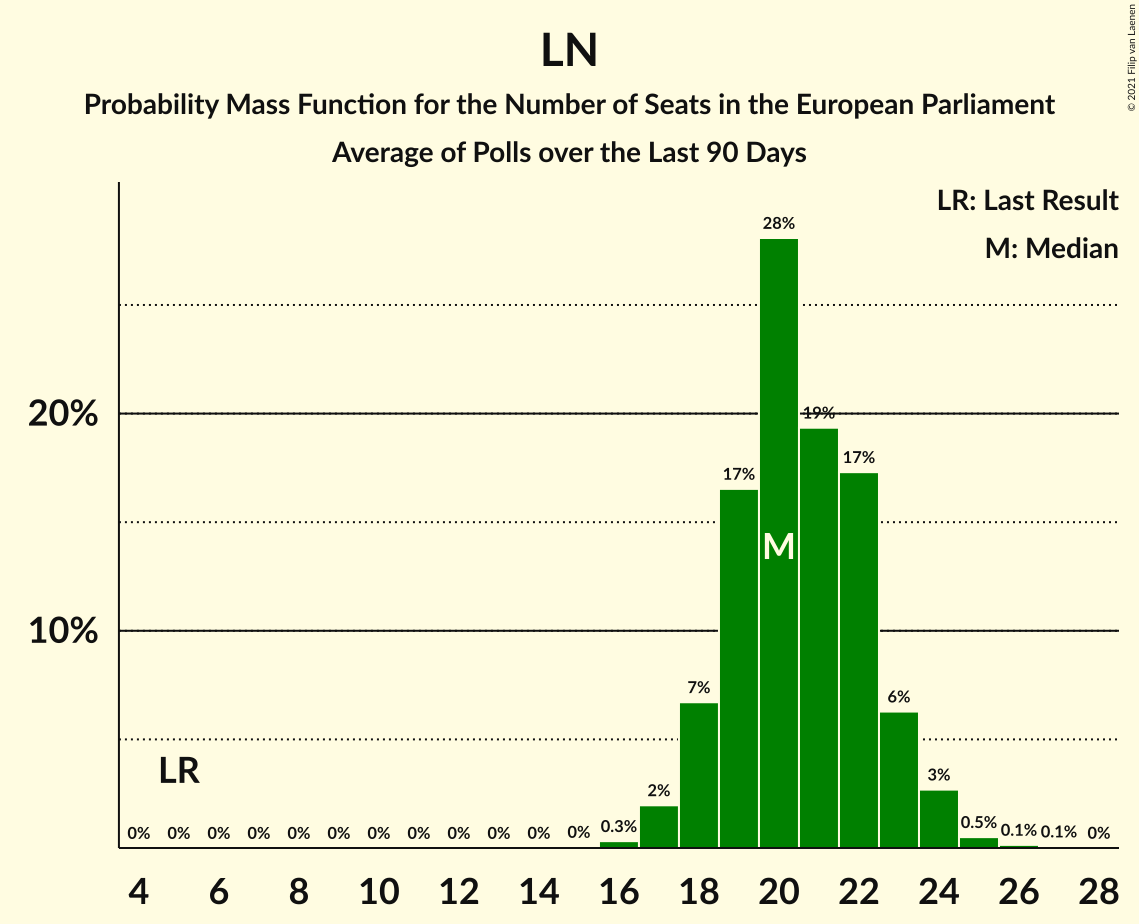 LN
Probability Mass Function for the Number of Seats in the European Parliament
Average of Polls over the Last 90 Days
© 2021 Filip van Laenen
LR: Last Result
M: Median
28%
20%
19%
17%
17%
M
10%
7%
6%
LR
2%
3%
0% 0% 0% 0% 0% 0% 0% 0% 0% 0% 0% 0% 0.3% 0.5% 0.1% 0.1% 0%
4 6 8 10 12 14 16 18 20 22 24 26 28